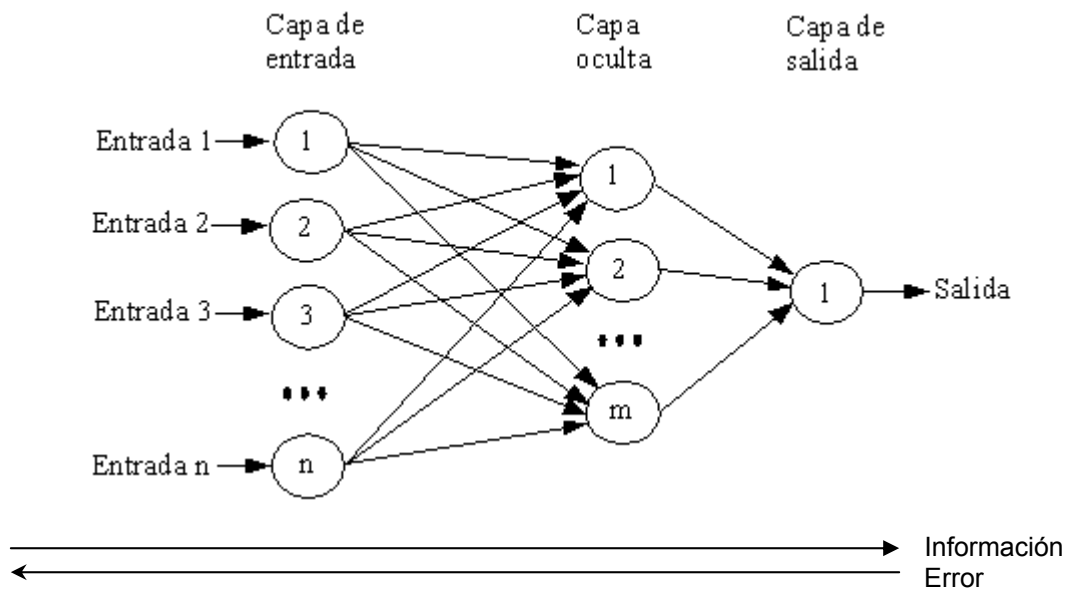 Capa de
entrada
Capa
oculta
Capa de
salida
Entrada 1
1
Entrada 2
2
Entrada 3
3
...
Entrada n
n
1
2
...
m
1
Salida
Información
Error